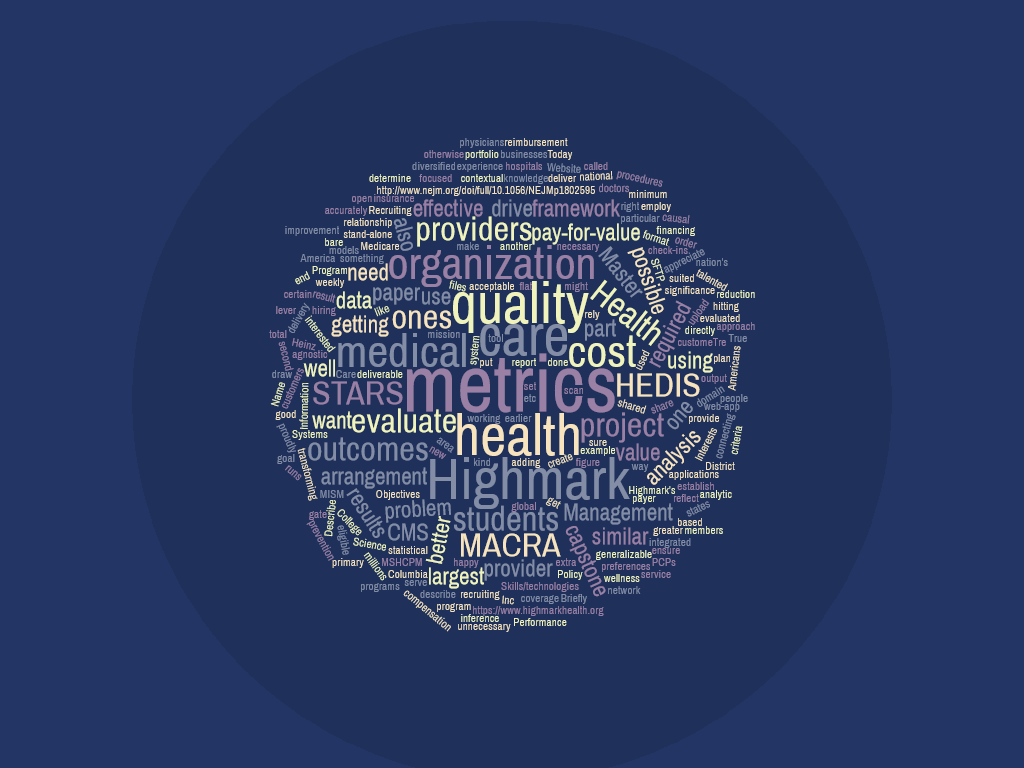 physicians reimbursement
otherwise portfolio businesses Today
diversified experience hospitals Website called
determine focused contextual knowledge deliver national procedures
http://www.nejm.org/doi/full/10.1056/NEJMp1802595 doctors
open insurance minimum
accurately Recruiting effective drive framework right employ
relationship also particular causal
improvement stand-alone providers pay-for-value format financing
bare Medicare make another necessary order check-ins
models organization Master possible SFTP appreciate nation's
America something
end Program need files acceptable flat might suited talented
weekly significance reduction
certain result data paper use quality Health required upload hitting
lever hiring like rely evaluated
delivery interested getting ones mission care part directly approach
total customeTre True
second Heinz medical system tool cost used using plan
agnostic put report done
draw well Care deliverable metrics output Americans
customers set scan HEDIS domain people
Name Information STARS etc shared share one web-app
good want evaluate working earlier project provide
proudly Systems health sure connecting criteria
goal outcomes area new example value analysis Interests
runs transforming kind adding create figure way District
arrangement Highmark applications
MISM Objectives Highmark's establish
results get payer reflect analytic
gate Describe College problem global Management states
prevention CMS students based
eligible Science better similar greater members
statistical MACRA capstone integrated
primary millions MSHCPM happy extra generalizable ensure
Columbia largest provider Policy preferences PCPs
programs serve Skills/technologies wellness service
compensation describe recruiting Inc coverage Briefly network
program https://www.highmarkhealth.org
inference
unnecessary Performance